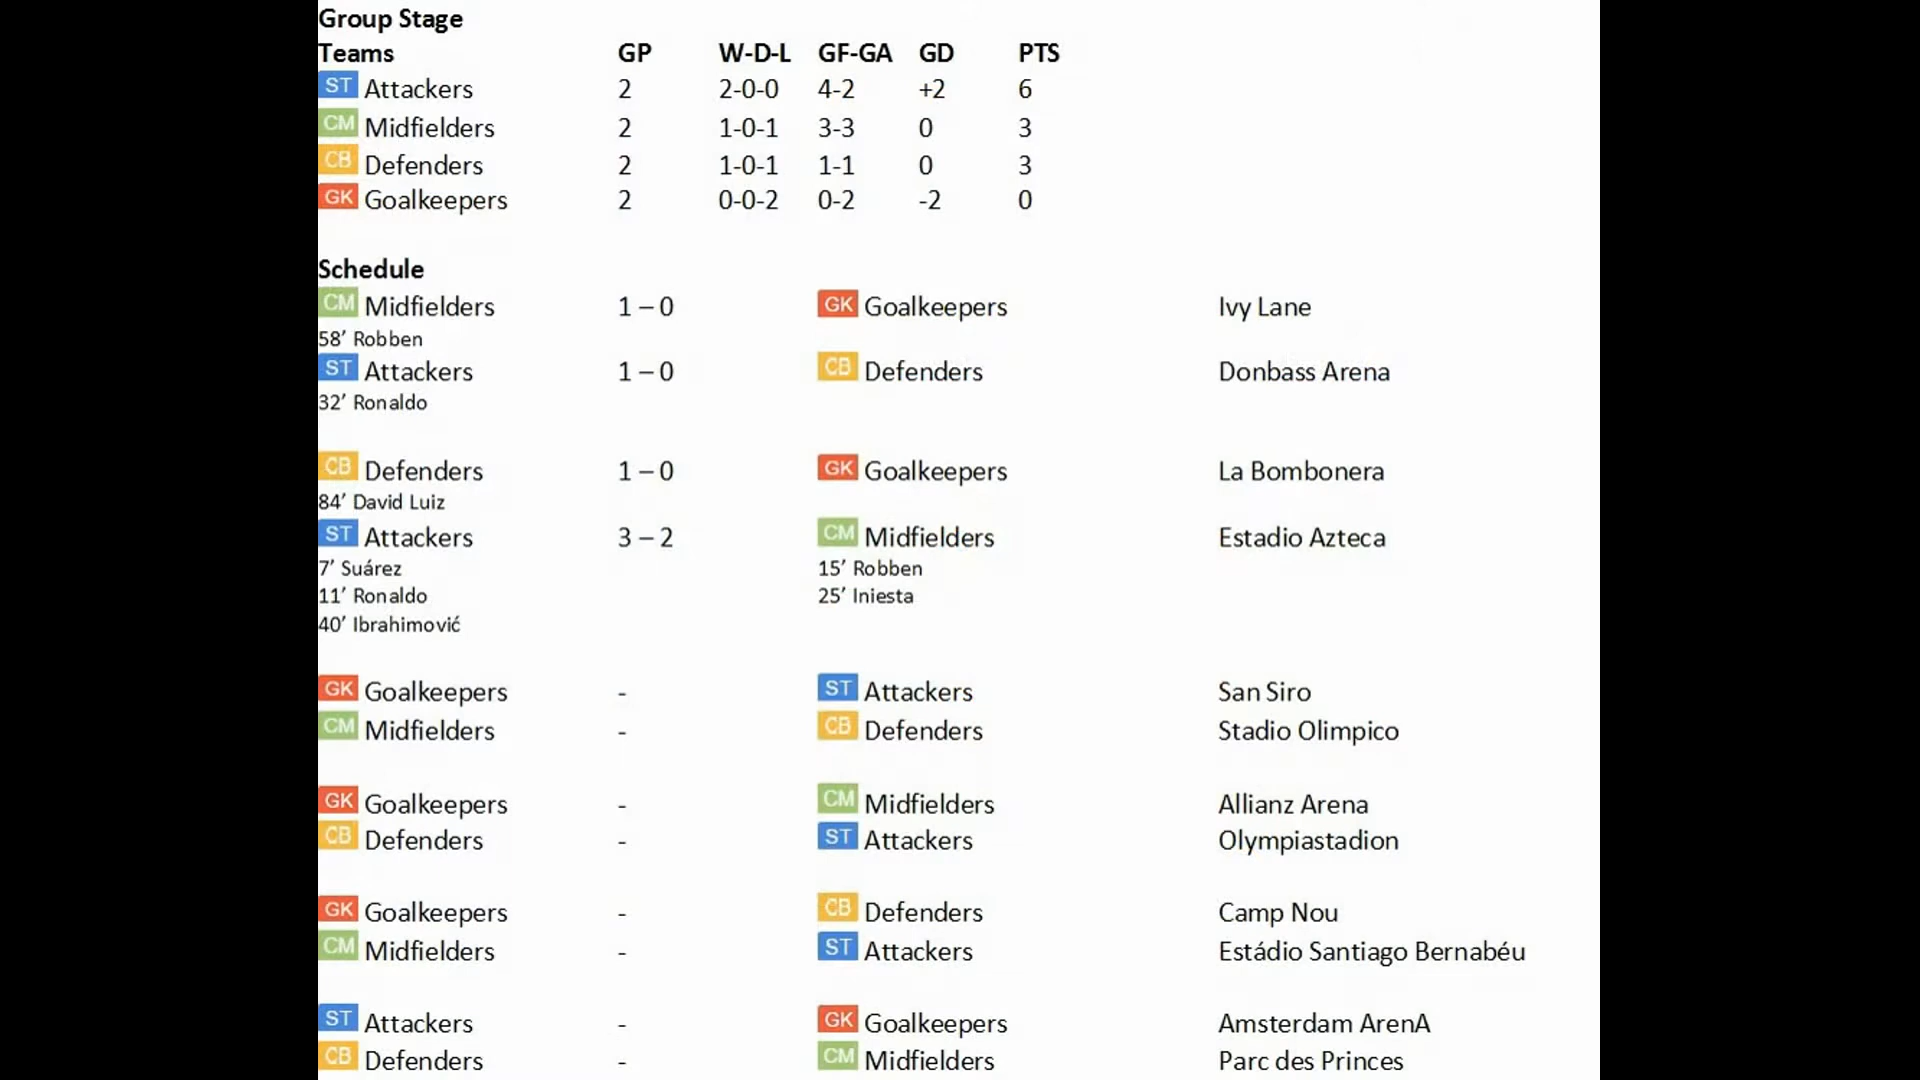 Group Stage
Teams GP W-D-L GF-GA GD PTS
ST Attackers 2 2-0-0 4-2 +2 6
CM Midfielders 2 1-0-1 3-3 0 3
CB Defenders 2 1-0-1 1-1 0 3
GK Goalkeepers 2 0-0-2 0-2 -2 0
Schedule
CM Midfielders 1 – 0 GK Goalkeepers Ivy Lane
58’ Robben
ST Attackers 1 – 0 CB Defenders Donbass Arena
32’ Ronaldo
CB Defenders 1 – 0 GK Goalkeepers La Bombonera
84’ David Luiz
ST Attackers 3 – 2 CM Midfielders Estadio Azteca
7’ Suárez 15’ Robben
11’ Ronaldo 25’ Iniesta
40’ Ibrahimović
GK Goalkeepers - ST Attackers San Siro
CM Midfielders - CB Defenders Stadio Olimpico
GK Goalkeepers - CM Midfielders Allianz Arena
CB Defenders - ST Attackers Olympiastadion
GK Goalkeepers - CB Defenders Camp Nou
CM Midfielders - ST Attackers Estádio Santiago Bernabéu
ST Attackers - GK Goalkeepers Amsterdam ArenA
CB Defenders - CM Midfielders Parc des Princes